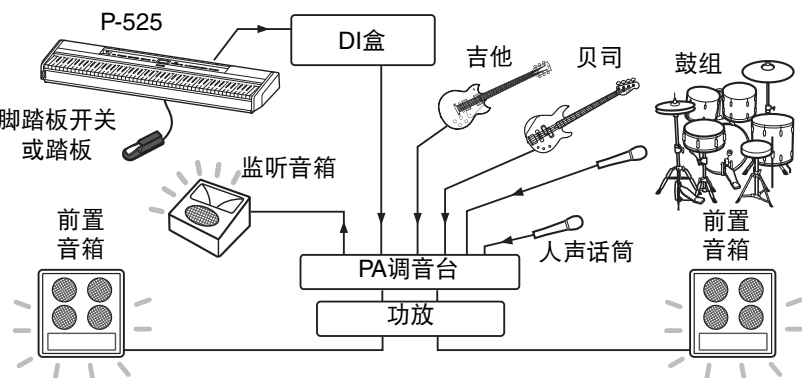 P-525
DI盒
吉他
贝司
鼓组
脚踏板开关
或踏板
监听音箱
前置
音箱
人声话筒
前置
音箱
PA调音台
功放